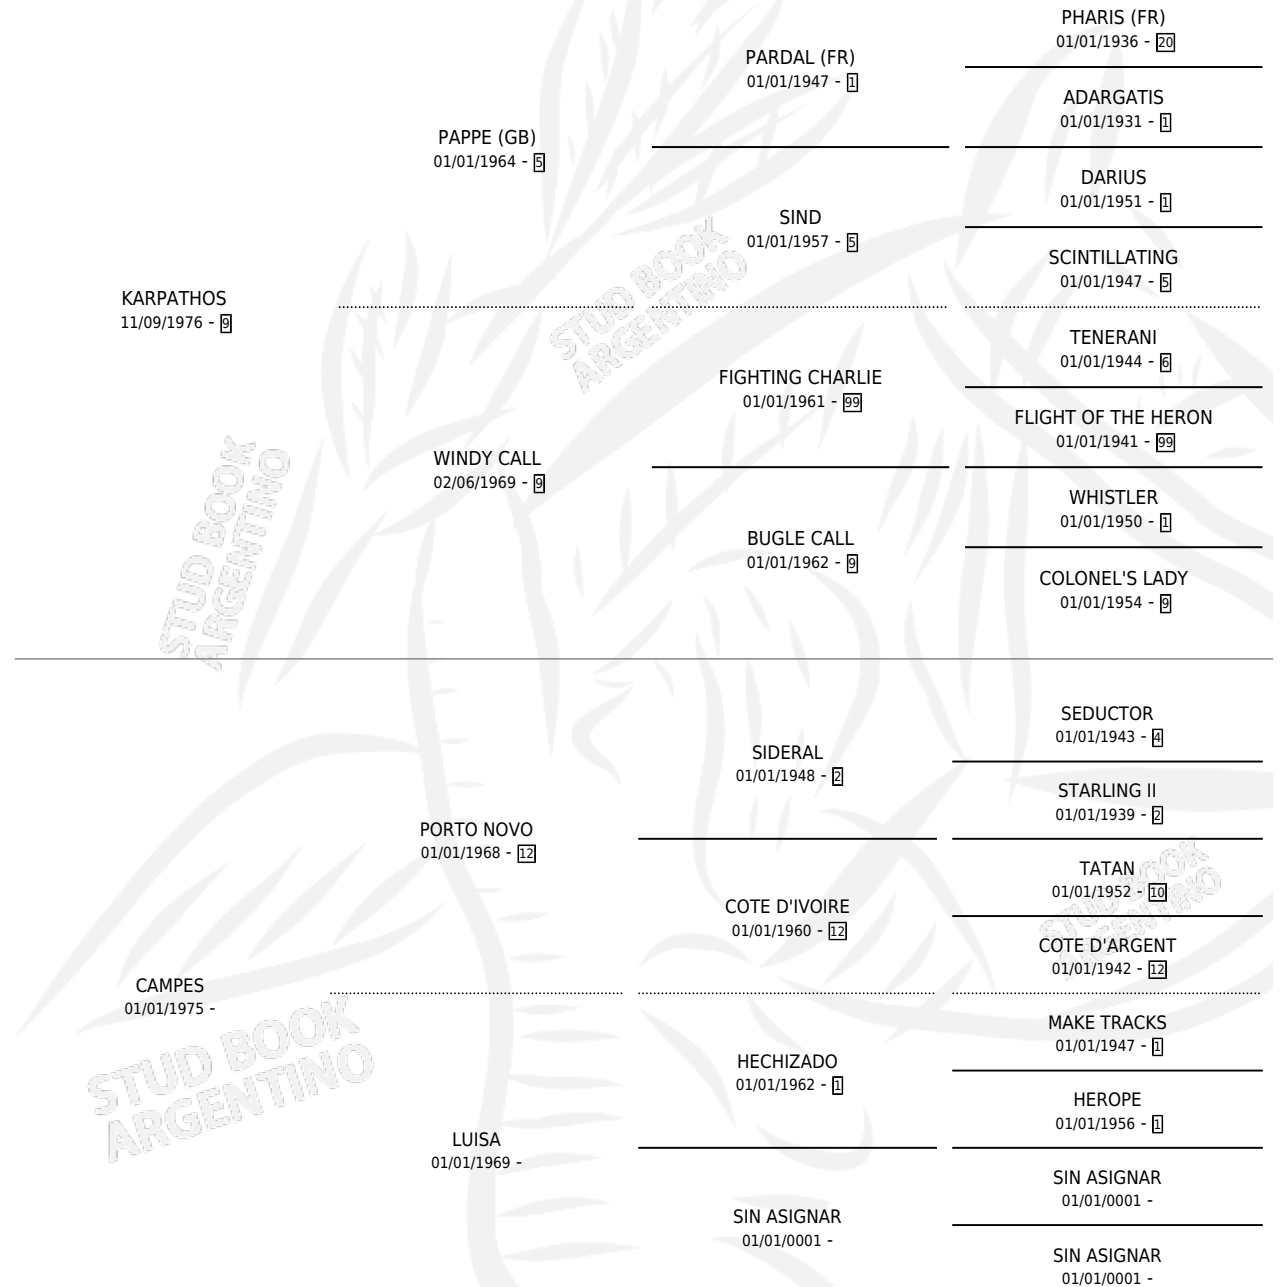 PHARIS (FR)
01/01/1936 - 20
PARDAL (FR)
01/01/1947 - 1
ADARGATIS
01/01/1931 - 1
PAPPE (GB)
01/01/1964 - 5
DARIUS
01/01/1951 - 1
SIND
01/01/1957 - 5
SCINTILLATING
01/01/1947 - 5
KARPATHOS
11/09/1976 - 9
TENERANI
01/01/1944 - 6
FIGHTING CHARLIE
01/01/1961 - 99
FLIGHT OF THE HERON
01/01/1941 - 99
WINDY CALL
02/06/1969 - 9
WHISTLER
01/01/1950 - 1
BUGLE CALL
01/01/1962 - 9
COLONEL'S LADY
01/01/1954 - 9
STUD BOOK
ARGENTINO
STUD BOOK
ARGENTINO
SEDUCTOR
01/01/1943 - 4
SIDERAL
01/01/1948 - 2
STARLING II
01/01/1939 - 2
PORTO NOVO
01/01/1968 - 12
TATAN
01/01/1952 - 10
COTE D'IVOIRE
01/01/1960 - 12
COTE D'ARGENT
01/01/1942 - 12
CAMPES
01/01/1975 -
MAKE TRACKS
01/01/1947 - 1
HECHIZADO
01/01/1962 - 1
HEROPE
01/01/1956 - 1
LUISA
01/01/1969 -
SIN ASIGNAR
01/01/0001 -
SIN ASIGNAR
01/01/0001 -
SIN ASIGNAR
01/01/0001 -
STUD BOOK
ARGENTINO
STUD BOOK
ARGENTINO